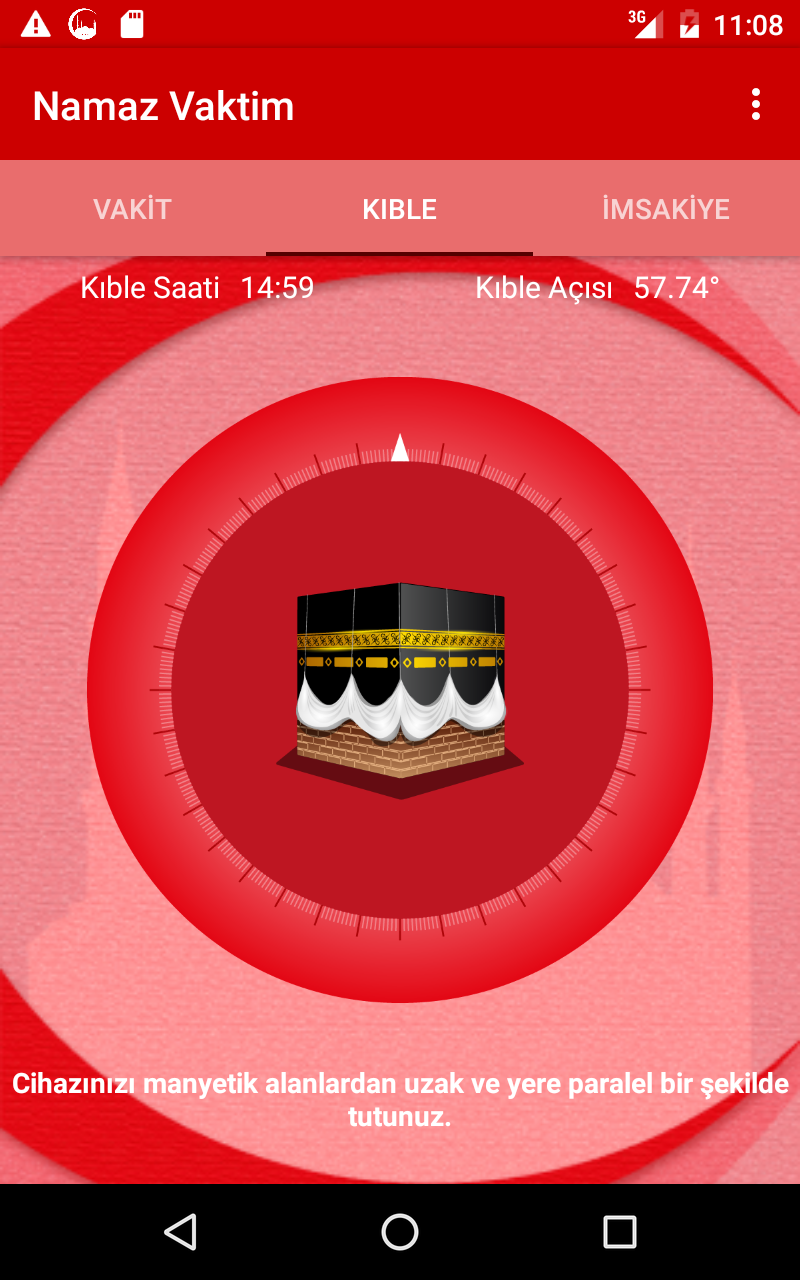 3G 11:08
Namaz Vaktim
VAKİT KIBLE İMSAKİYE
Kıble Saati 14:59 Kıble Açısı 57.74°
Cihazınızı manyetik alanlardan uzak ve yere paralel bir şekilde
tutunuz.